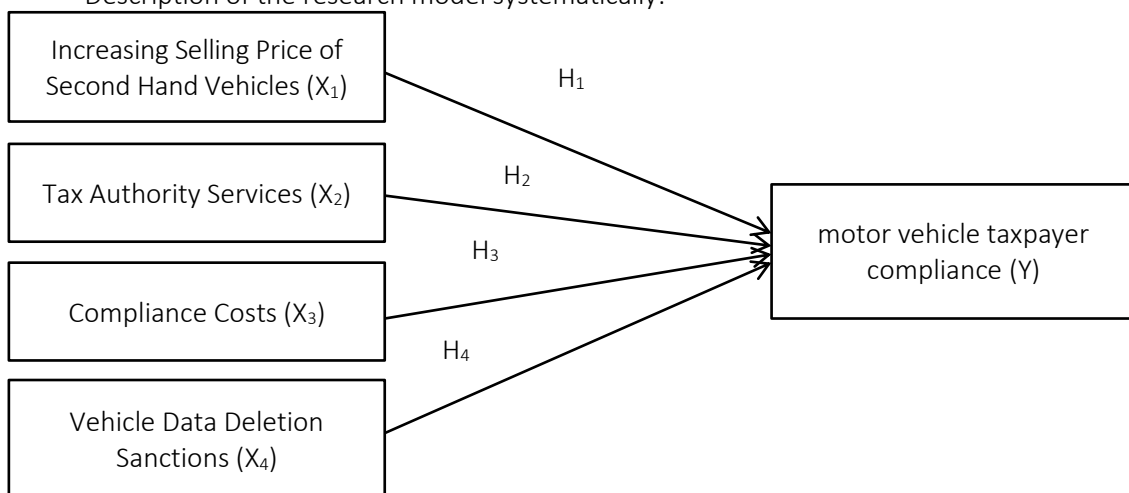 Description of the research model systematically:
Increasing Selling Price of
Second Hand Vehicles (X₁)
H₁
Tax Authority Services (X₂)
H₂
motor vehicle taxpayer
compliance (Y)
H₃
Compliance Costs (X₃)
H₄
Vehicle Data Deletion
Sanctions (X₄)